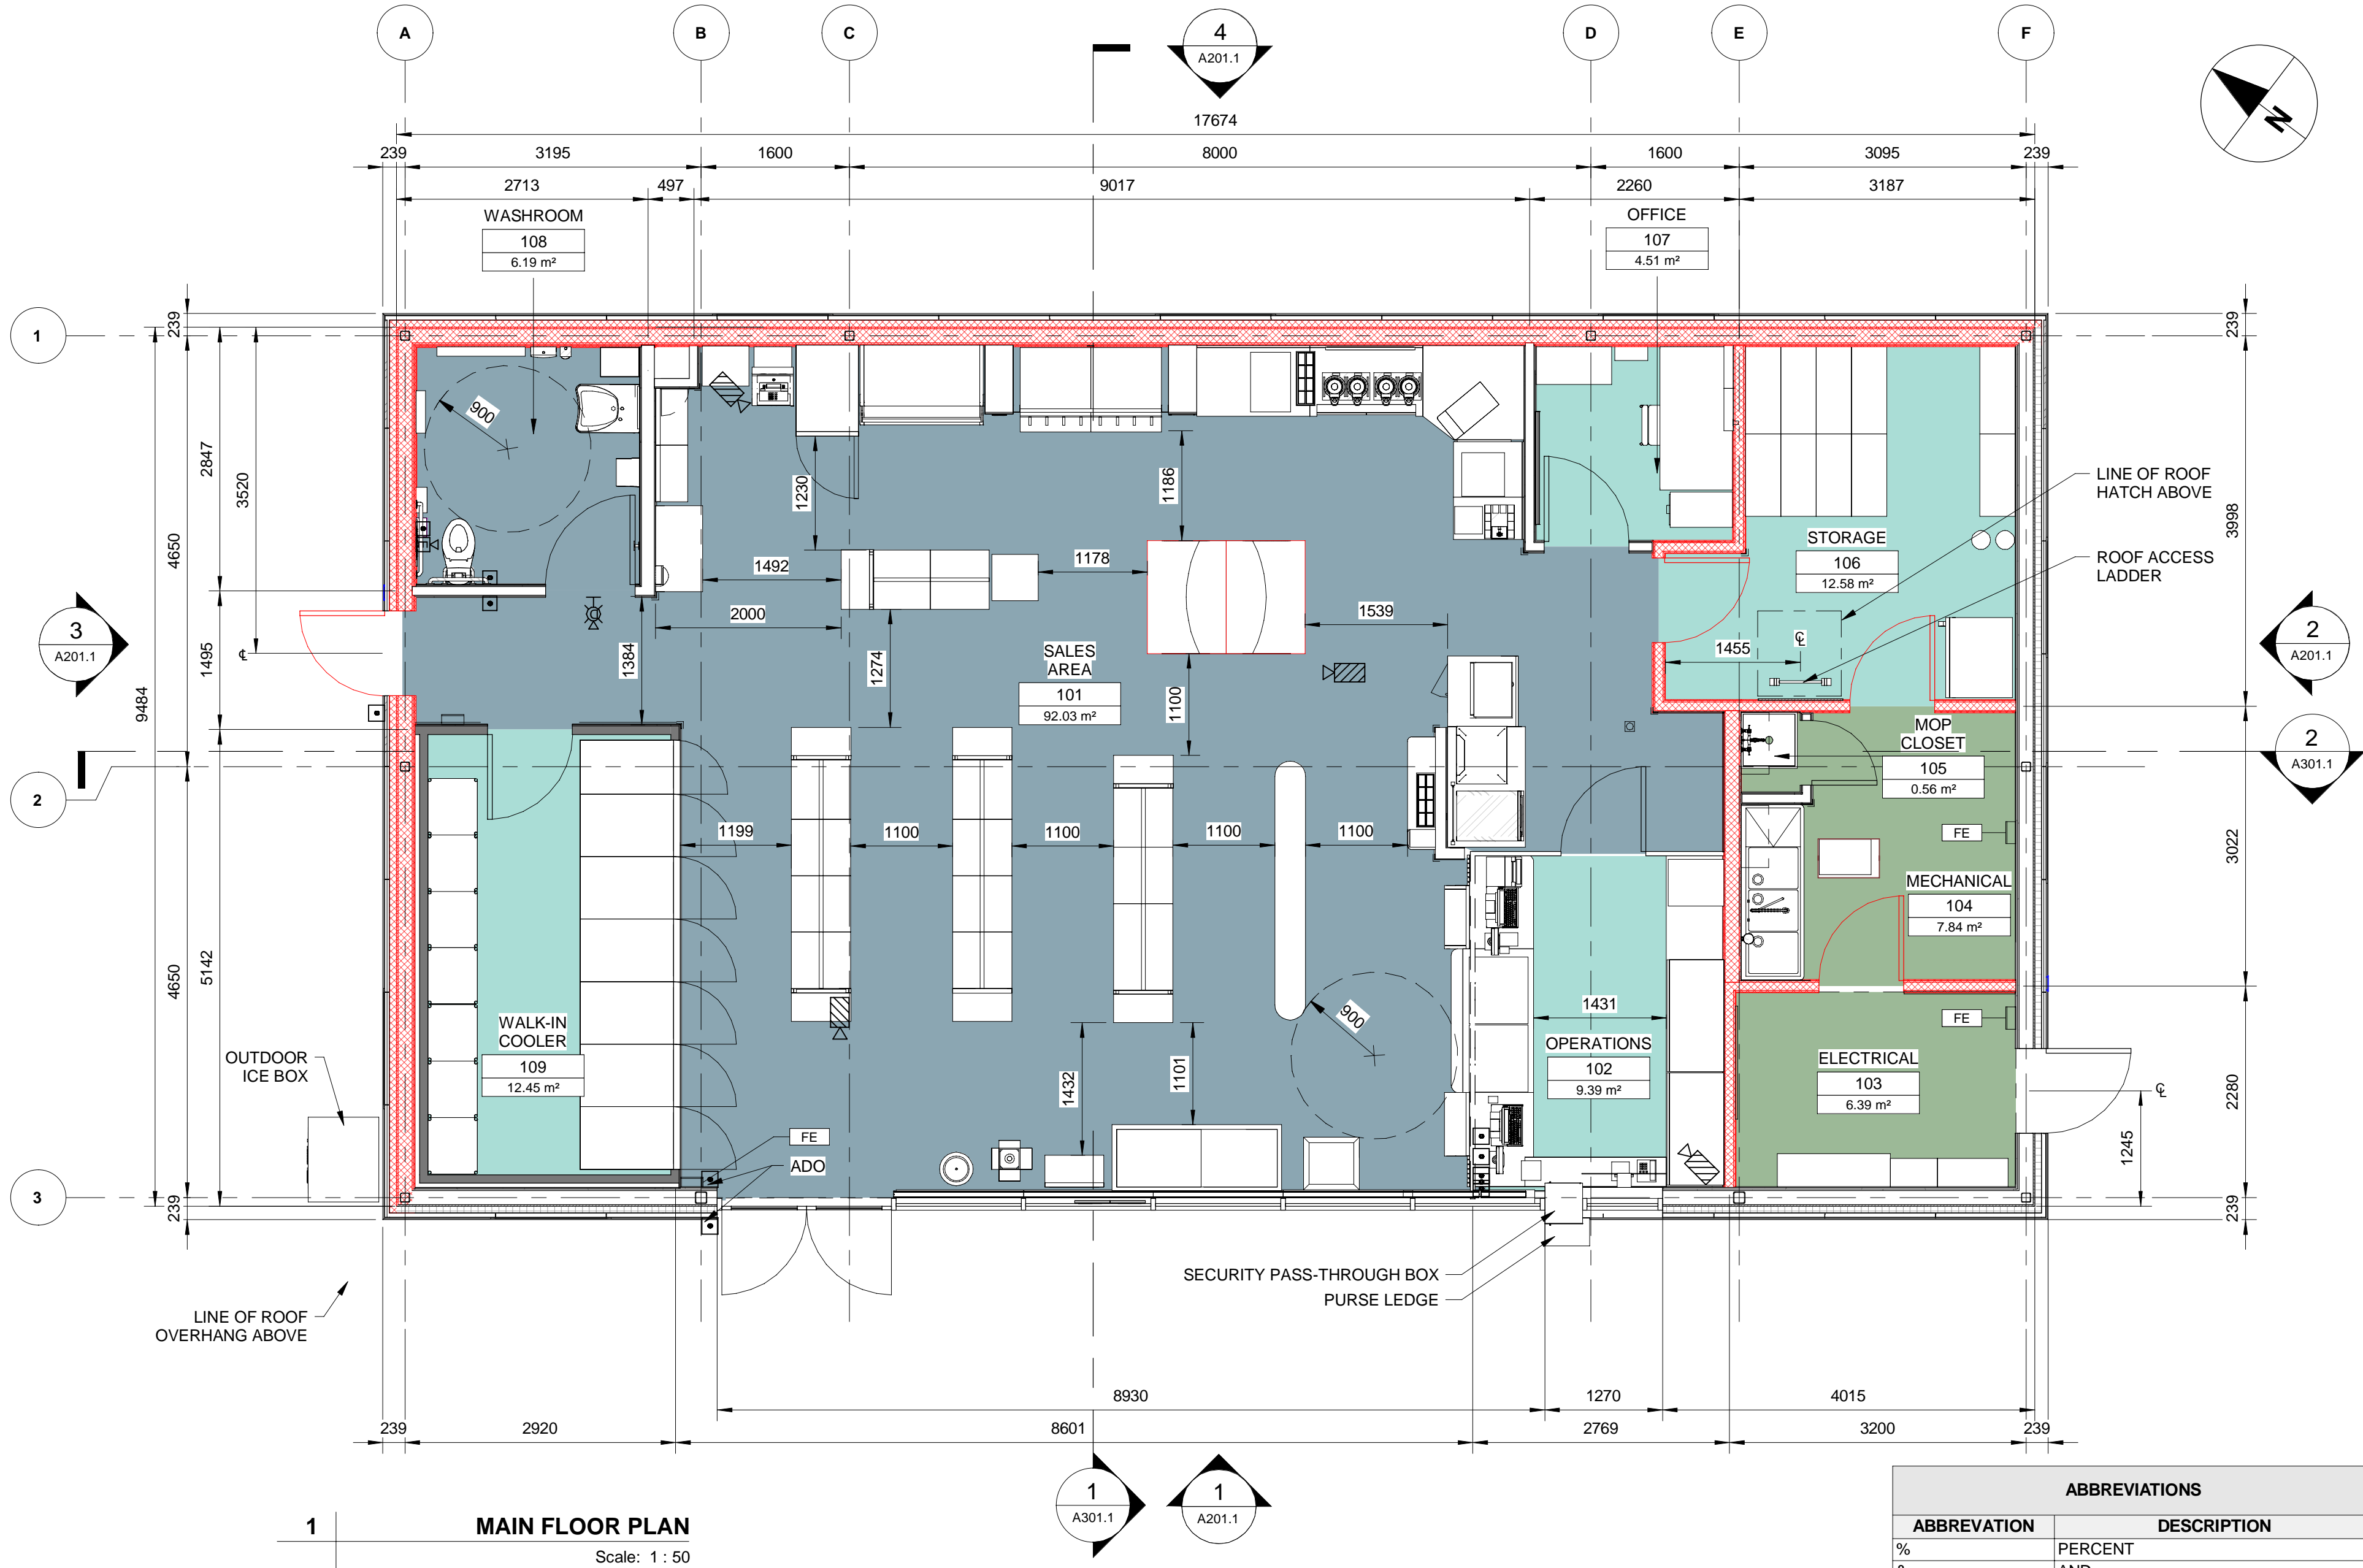 A
B
C
D
E
F
4
A201.1
N
17674
239
3195
1600
8000
1600
3095
239
2713
497
9017
2260
3187
WASHROOM
108
6.19 m²
OFFICE
107
4.51 m²
1
239
239
900
2847
3520
4650
1230
1186
3998
LINE OF ROOF
HATCH ABOVE
STORAGE
106
12.58 m²
ROOF ACCESS
LADDER
1492
1178
2000
1539
3
A201.1
1495
1384
1274
SALES
AREA
101
92.03 m²
1100
1455
2
A201.1
9484
MOP
CLOSET
105
0.56 m²
2
A301.1
2
1199
1100
1100
1100
1100
FE
3022
MECHANICAL
104
7.84 m²
4650
5142
900
1431
FE
WALK-IN
COOLER
109
12.45 m²
OUTDOOR
ICE BOX
1432
1101
OPERATIONS
102
9.39 m²
ELECTRICAL
103
6.39 m²
2280
1245
FE
ADO
3
239
239
SECURITY PASS-THROUGH BOX
PURSE LEDGE
LINE OF ROOF
OVERHANG ABOVE
8930
1270
4015
239
2920
8601
2769
3200
239
1
A301.1
1
A201.1
1
MAIN FLOOR PLAN
Scale: 1 : 50
ABBREVIATIONS
ABBREVATION
DESCRIPTION
%
PERCENT